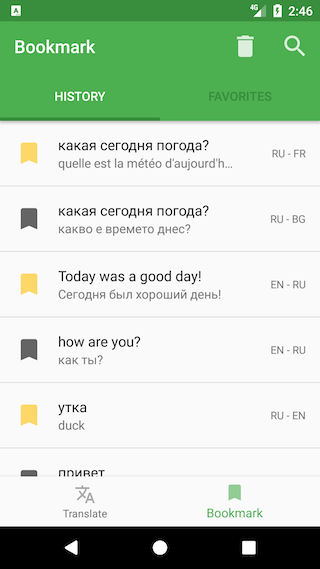 A
4G
2:46
Bookmark
HISTORY
FAVORITES
какая сегодня погода?
quelle est la météo d'aujourd'h…
RU - FR
какая сегодня погода?
какво е времето днес?
RU - BG
Today was a good day!
Сегодня был хороший день!
EN - RU
how are you?
как ты?
EN - RU
утка
duck
RU - EN
привет
Translate
Bookmark